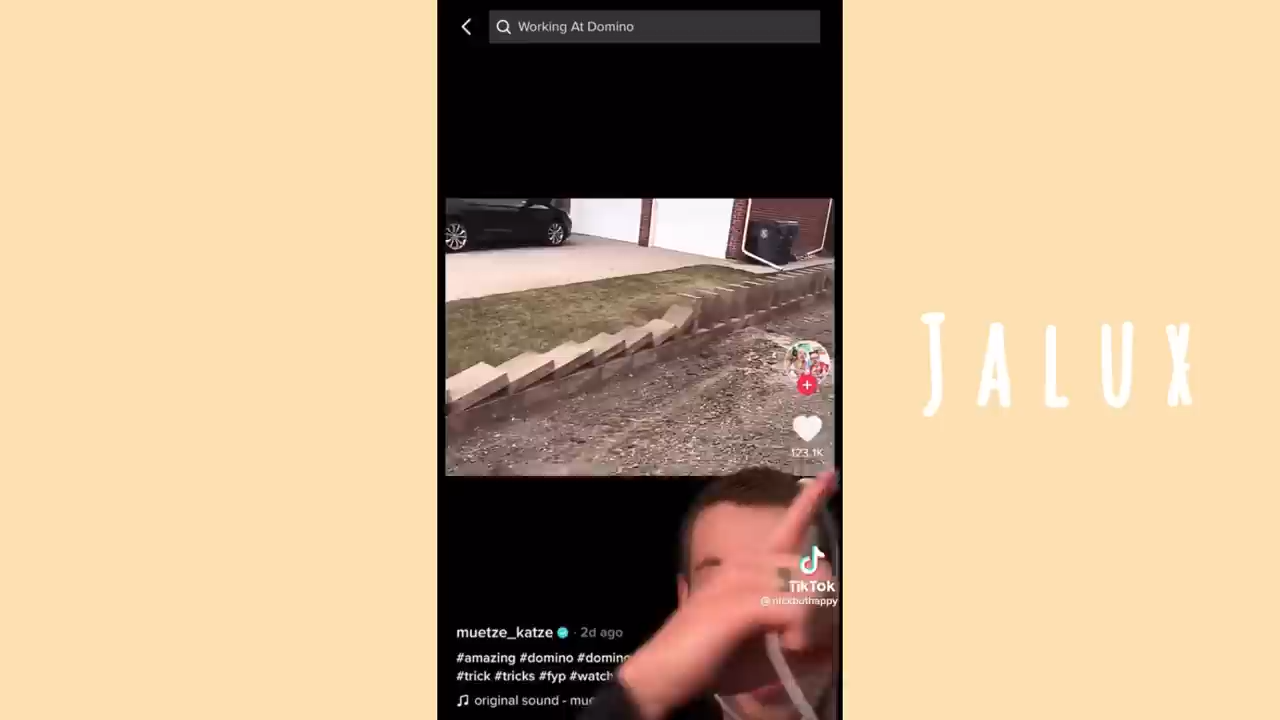 Working At Domino
JALUX
123.1K
TikTok
@nickbuthappy
muetze_katze · 2d ago
#amazing #domino #domino
#trick #tricks #fyp #watch
original sound - mue